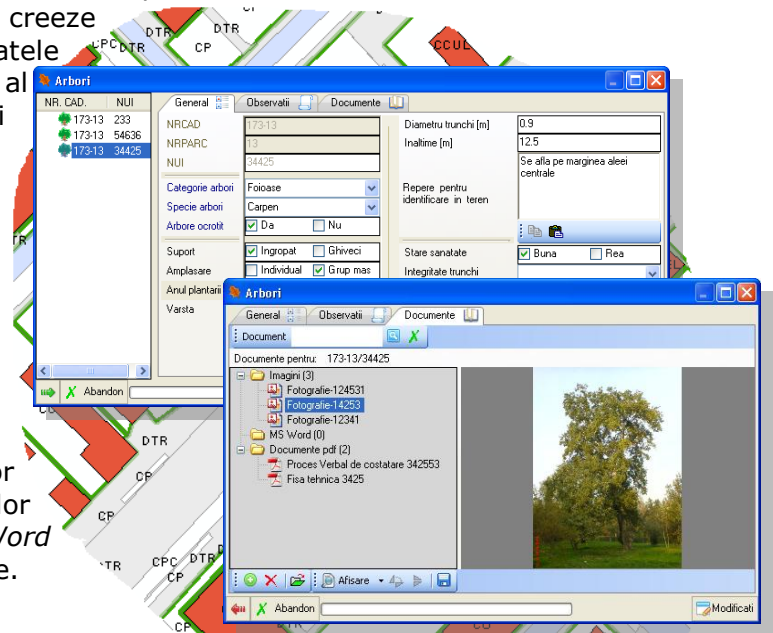 creeze
atele
al
i
or
lor
Word
e.
DTR
DTR
CPC
DTR
CP
CCUL
Arbori
NR. CAD. NUI
173-13 233
173-13 54636
173-13 34425
General
Observatii
Documente
NRCAD 173-13
NRPARC 13
NUI 34425
Categorie arbori Foioase
Specie arbori Carpen
Arbore ocrotit Da Nu
Suport Ingropat Ghiveci
Amplasare Individual Grup mas
Anul plantarii
Varsta
Diametru trunchi [m] 0.9
Inaltime [m] 12.5
Repere pentru
identificare in teren
Se afla pe marginea aleei
centrale
Stare sanatate Buna Rea
Integritate trunchi
Abandon
Arbori
General
Observatii
Documente
Document
Documente pentru: 173-13/34425
Imagini (3)
Fotografie-124531
Fotografie-14253
Fotografie-12341
MS Word (0)
Documente pdf (2)
Proces Verbal de costatare 342553
Fisa tehnica 3425
Afisare
Abandon
Modificati
DTR
CP
CP
TR
CPC
DTR
CP
CP